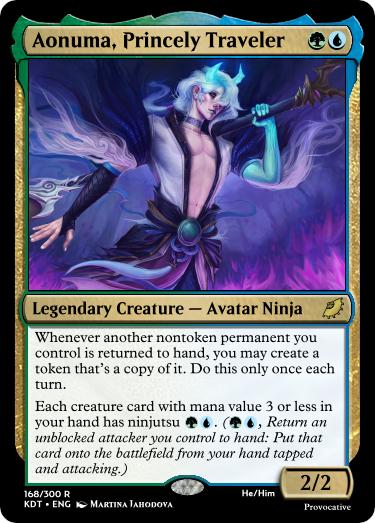 Aonuma, Princely Traveler
Legendary Creature — Avatar Ninja
Whenever another nontoken permanent you
control is returned to hand, you may create a
token that's a copy of it. Do this only once each
turn.
Each creature card with mana value 3 or less in
your hand has ninjutsu . (, Return an
unblocked attacker you control to hand: Put that
card onto the battlefield from your hand tapped
and attacking.)
2/2
168/300 R
He/Him
KDT • ENG Martina Jahodova
Provocative